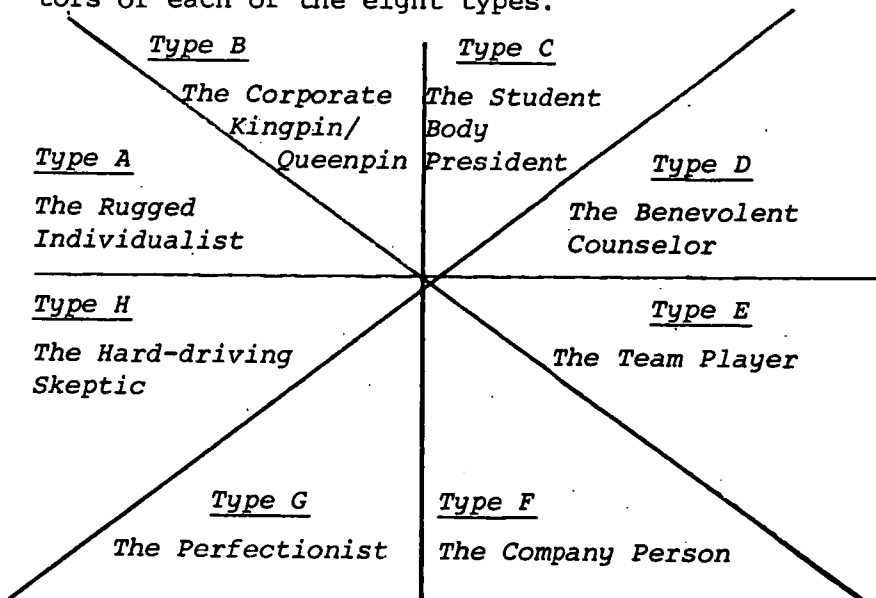 tors of each of the eight types.
Type B
The Corporate
Kingpin/
Queenpin
Type C
The Student
Body
President
Type A
The Rugged
Individualist
Type D
The Benevolent
Counselor
Type H
The Hard-driving
Skeptic
Type E
The Team Player
Type G
The Perfectionist
Type F
The Company Person